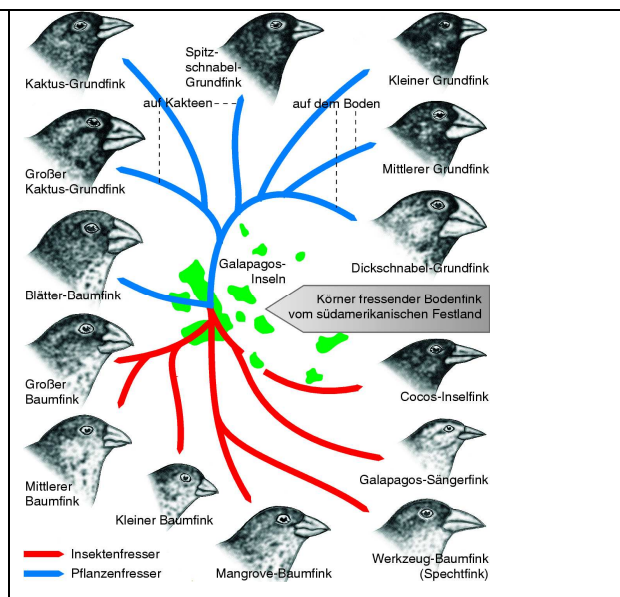 Spitz-
schnabel-
Grundfink
Kaktus-Grundfink
Kleiner Grundfink
auf Kakteen
auf dem Boden
Großer
Kaktus-Grundfink
Mittlerer Grundfink
Galapagos-
Inseln
Dickschnabel-Grundfink
Blätter-Baumfink
Körner fressender Bodenfink
vom südamerikanischen Festland
Großer
Baumfink
Cocos-Inselfink
Mittlerer
Baumfink
Galapagos-Sängerfink
Kleiner Baumfink
Mangrove-Baumfink
Werkzeug-Baumfink
(Spechtfink)
Insektenfresser
Pflanzenfresser